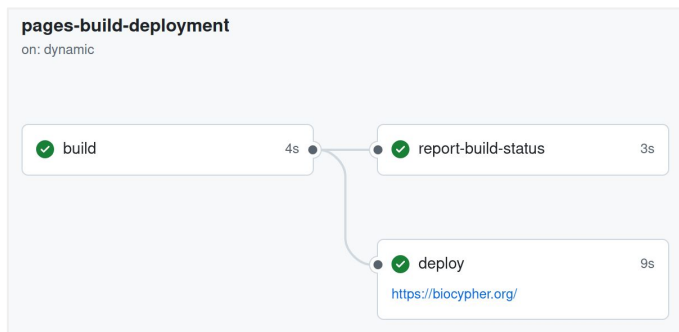 pages-build-deployment
on: dynamic
build 4s
report-build-status 3s
deploy 9s
https://biocypher.org/